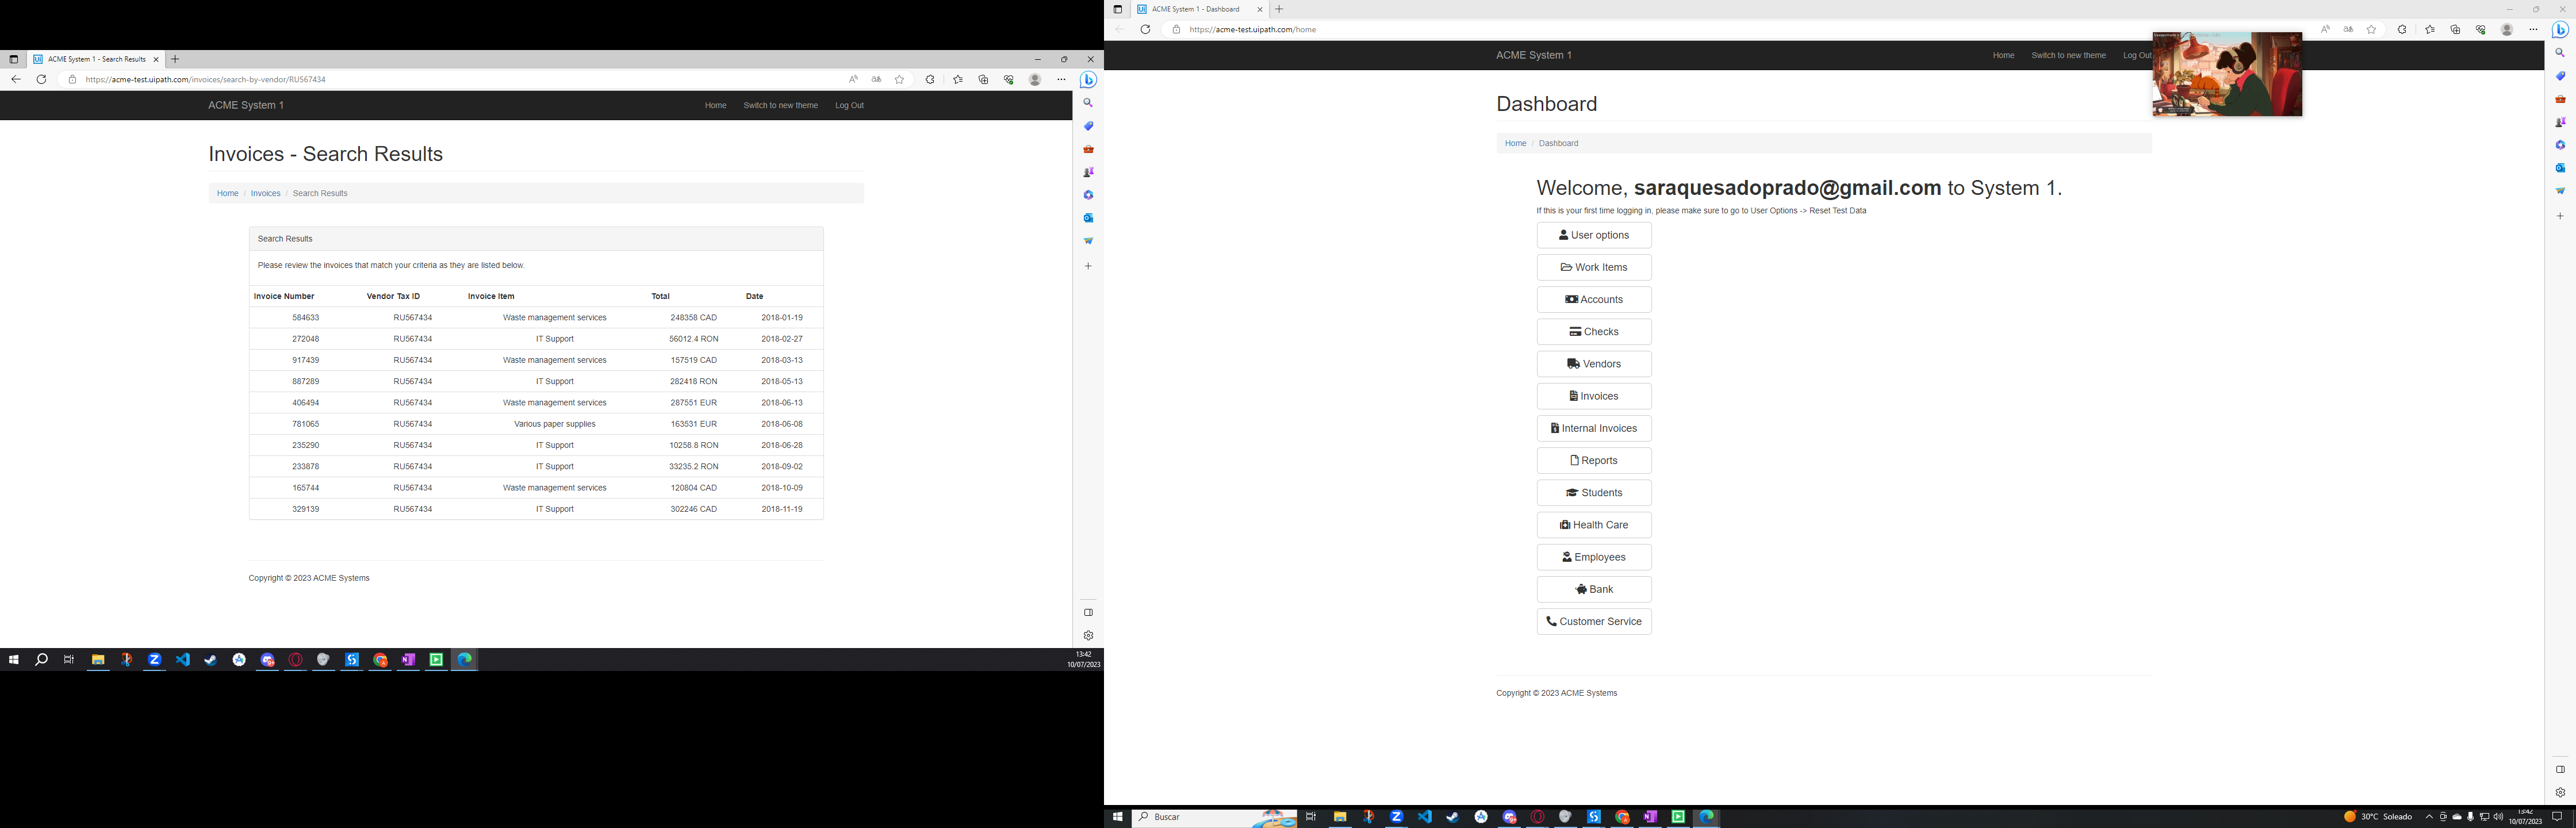 ACME System 1 - Search Results
https://acme-test.uipath.com/invoices/search-by-vendor/RU567434
ACME System 1
Home
Switch to new theme
Log Out
Invoices - Search Results
Home / Invoices / Search Results
Search Results
Please review the invoices that match your criteria as they are listed below.
Invoice Number Vendor Tax ID Invoice Item Total Date
584633 RU567434 Waste management services 248358 CAD 2018-01-19
272048 RU567434 IT Support 56012.4 RON 2018-02-27
917439 RU567434 Waste management services 157519 CAD 2018-03-13
887289 RU567434 IT Support 282418 RON 2018-05-13
406494 RU567434 Waste management services 287551 EUR 2018-06-13
781065 RU567434 Various paper supplies 163531 EUR 2018-06-08
235290 RU567434 IT Support 10258.8 RON 2018-06-28
233878 RU567434 IT Support 33235.2 RON 2018-09-02
165744 RU567434 Waste management services 120804 CAD 2018-10-09
329139 RU567434 IT Support 302246 CAD 2018-11-19
Copyright © 2023 ACME Systems
13:42
10/07/2023
ACME System 1 - Dashboard
https://acme-test.uipath.com/home
ACME System 1
Home
Switch to new theme
Log Out
Dashboard
Home / Dashboard
Welcome, saraquesadoprado@gmail.com to System 1.
If this is your first time logging in, please make sure to go to User Options -> Reset Test Data
User options
Work Items
Accounts
Checks
Vendors
Invoices
Internal Invoices
Reports
Students
Health Care
Employees
Bank
Customer Service
Copyright © 2023 ACME Systems
Buscar
30°C Soleado
13:42
10/07/2023